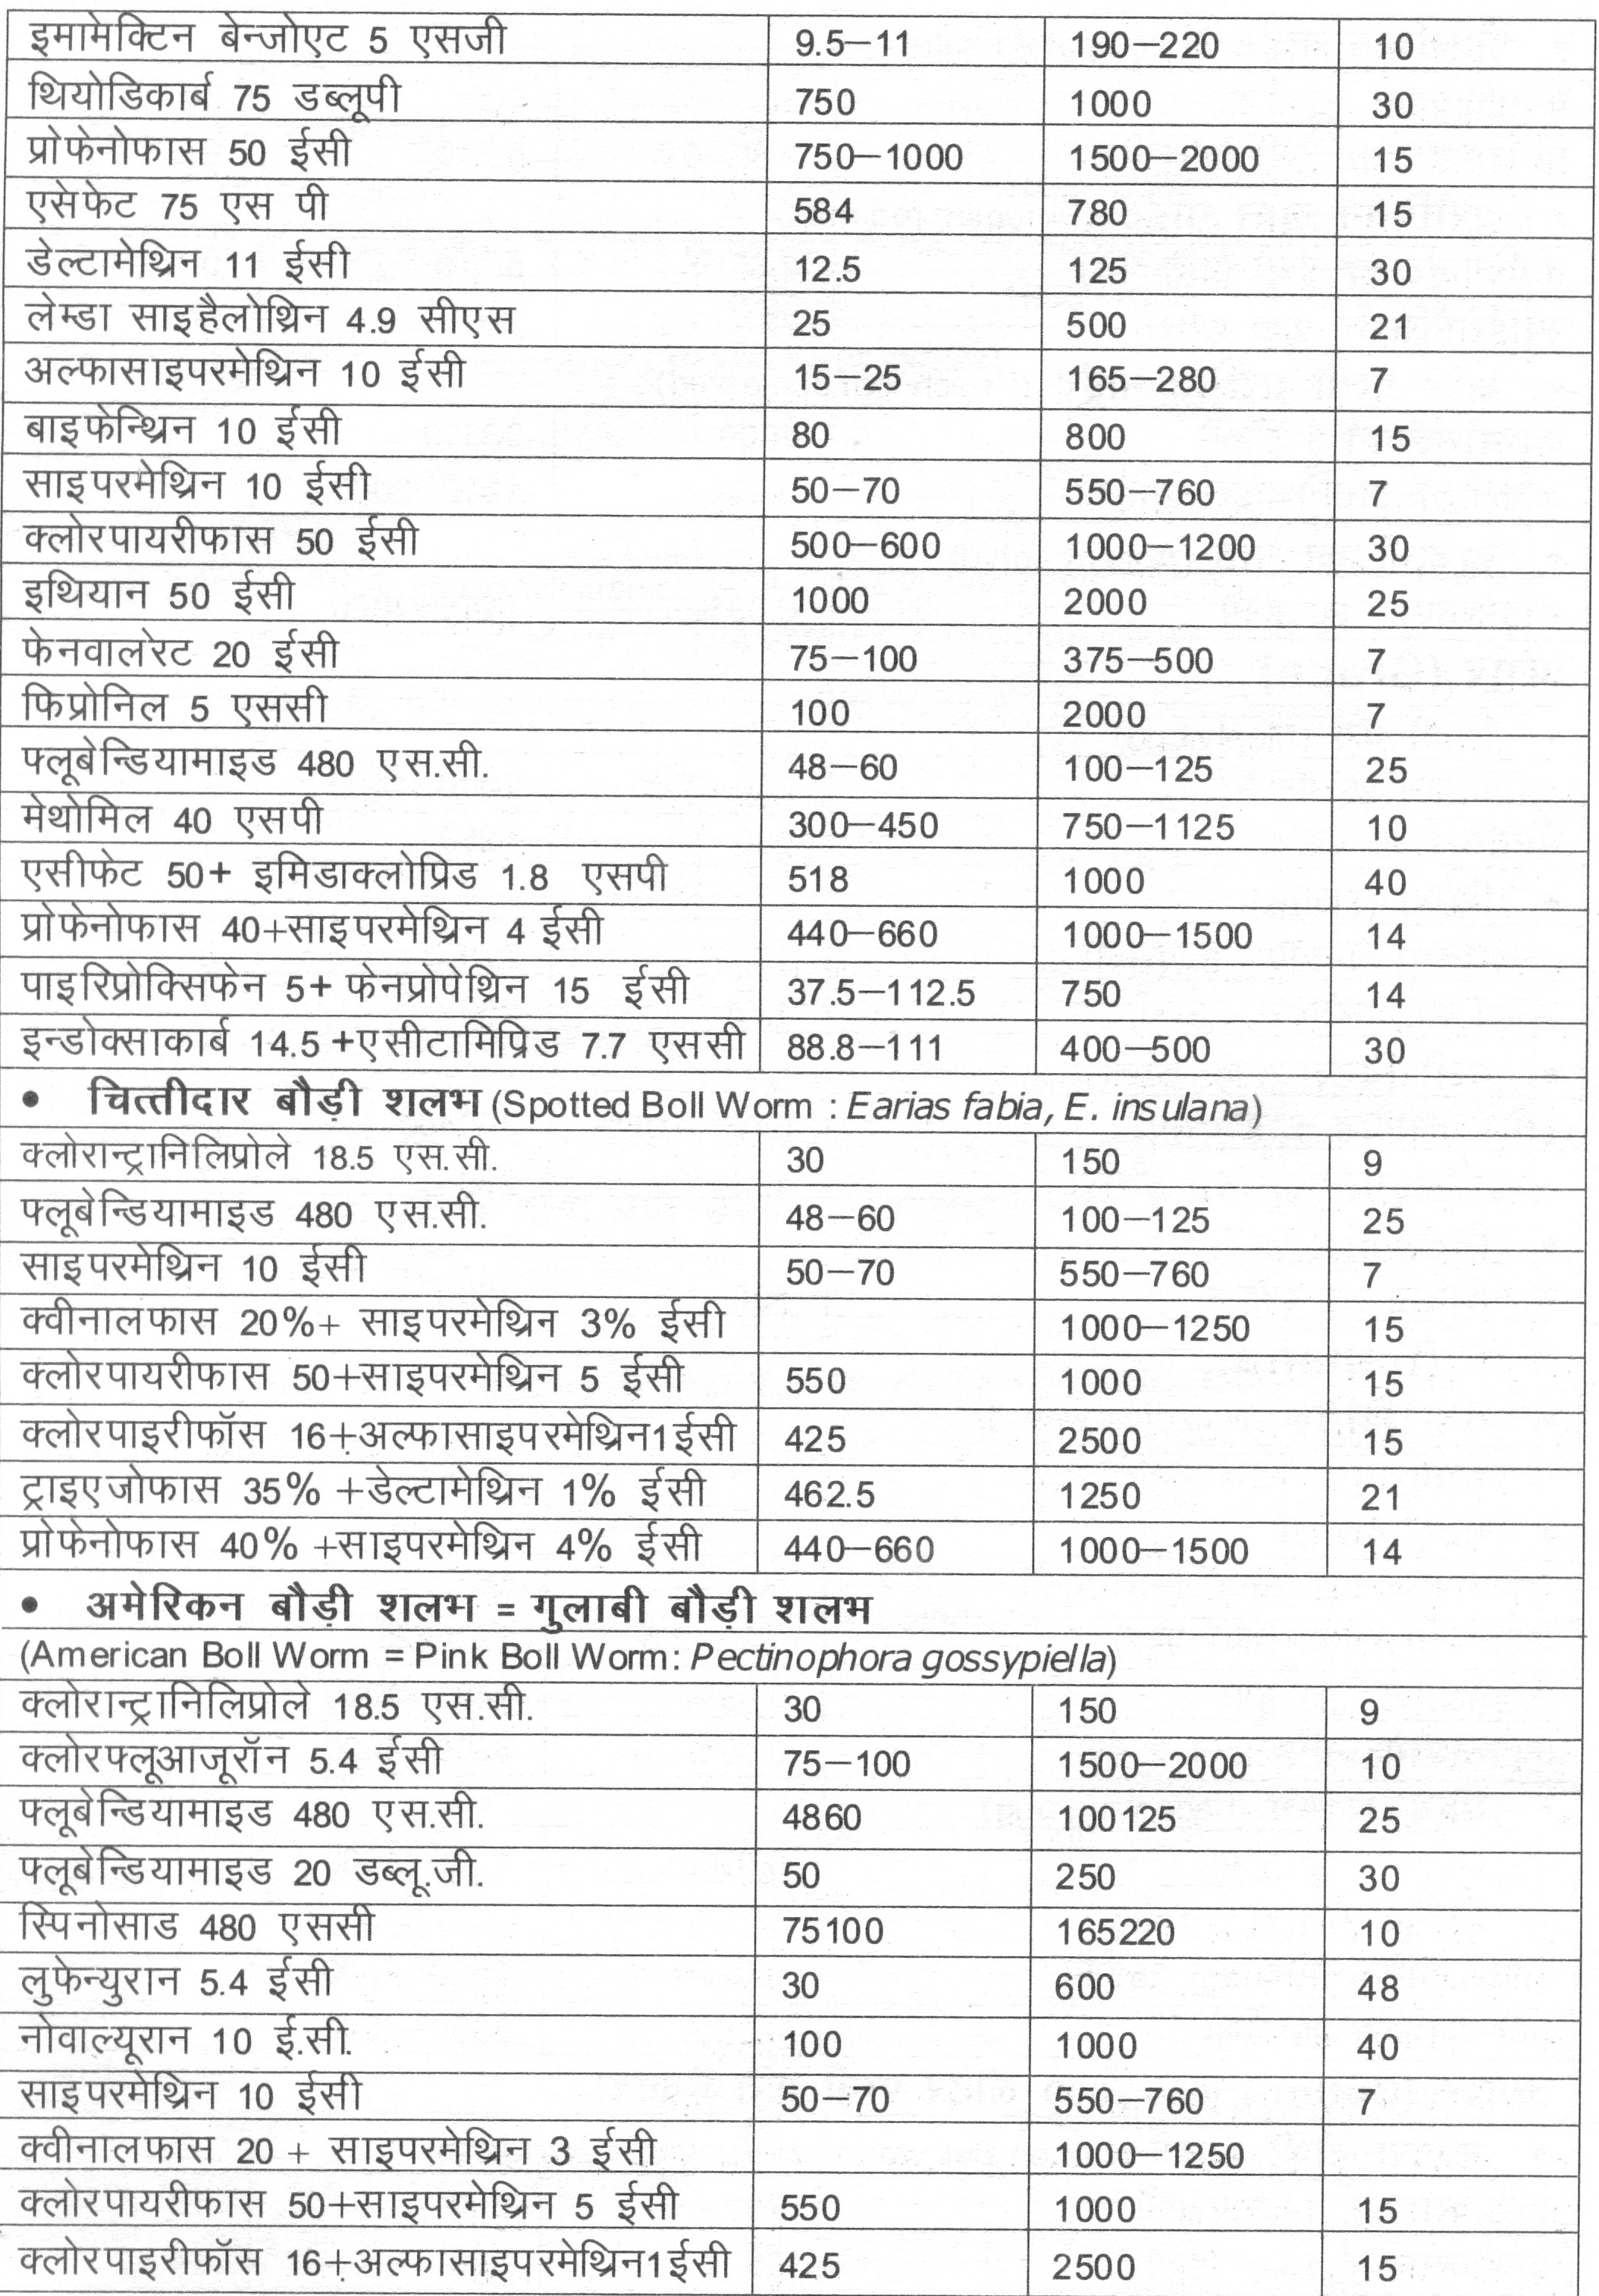 इमामेक्टिन बेन्जोएट 5 एसजी 9.5–11 190–220 10
थियोडिकार्ब 75 डब्लूपी 750 1000 30
प्रोफेनोफास 50 ईसी 750–1000 1500–2000 15
एसेफेट 75 एस पी 584 780 15
डेल्टामेथ्रिन 11 ईसी 12.5 125 30
लेम्डा साइहैलोथ्रिन 4.9 सीएस 25 500 21
अल्फासाइपरमेथ्रिन 10 ईसी 15–25 165–280 7
बाइफेन्थ्रिन 10 ईसी 80 800 15
साइपरमेथ्रिन 10 ईसी 50–70 550–760 7
क्लोरपायरीफास 50 ईसी 500–600 1000–1200 30
इथियान 50 ईसी 1000 2000 25
फेनवालरेट 20 ईसी 75–100 375–500 7
फिप्रोनिल 5 एससी 100 2000 7
फ्लूबेन्डियामाइड 480 एस.सी. 48–60 100–125 25
मेथोमिल 40 एसपी 300–450 750–1125 10
एसीफेट 50+ इमिडाक्लोप्रिड 1.8 एसपी 518 1000 40
प्रोफेनोफास 40+साइपरमेथ्रिन 4 ईसी 440–660 1000–1500 14
पाइरिप्रोक्सिफेन 5+ फेनप्रोपेथ्रिन 15 ईसी 37.5–112.5 750 14
इन्डोक्साकार्ब 14.5 +एसीटामिप्रिड 7.7 एससी 88.8–111 400–500 30
• चित्तीदार बौड़ी शलभ (Spotted Boll Worm : Earias fabia, E. insulana)
क्लोरान्ट्रानिलिप्रोले 18.5 एस.सी. 30 150 9
फ्लूबेन्डियामाइड 480 एस.सी. 48–60 100–125 25
साइपरमेथ्रिन 10 ईसी 50–70 550–760 7
क्वीनालफास 20%+ साइपरमेथ्रिन 3% ईसी 1000–1250 15
क्लोरपायरीफास 50+साइपरमेथ्रिन 5 ईसी 550 1000 15
क्लोरपाइरीफॉस 16+अल्फासाइपरमेथ्रिन1ईसी 425 2500 15
ट्राइएजोफास 35% +डेल्टामेथ्रिन 1% ईसी 462.5 1250 21
प्रोफेनोफास 40% +साइपरमेथ्रिन 4% ईसी 440–660 1000–1500 14
• अमेरिकन बौड़ी शलभ = गुलाबी बौड़ी शलभ
(American Boll Worm = Pink Boll Worm: Pectinophora gossypiella)
क्लोरान्ट्रानिलिप्रोले 18.5 एस.सी. 30 150 9
क्लोरफ्लूआजूरॉन 5.4 ईसी 75–100 1500–2000 10
फ्लूबेन्डियामाइड 480 एस.सी. 4860 100125 25
फ्लूबेन्डियामाइड 20 डब्लू.जी. 50 250 30
स्पिनोसाड 480 एससी 75100 165220 10
लुफेन्युरान 5.4 ईसी 30 600 48
नोवाल्यूरान 10 ई.सी. 100 1000 40
साइपरमेथ्रिन 10 ईसी 50–70 550–760 7
क्वीनालफास 20 + साइपरमेथ्रिन 3 ईसी 1000–1250
क्लोरपायरीफास 50+साइपरमेथ्रिन 5 ईसी 550 1000 15
क्लोरपाइरीफॉस 16+अल्फासाइपरमेथ्रिन1ईसी 425 2500 15